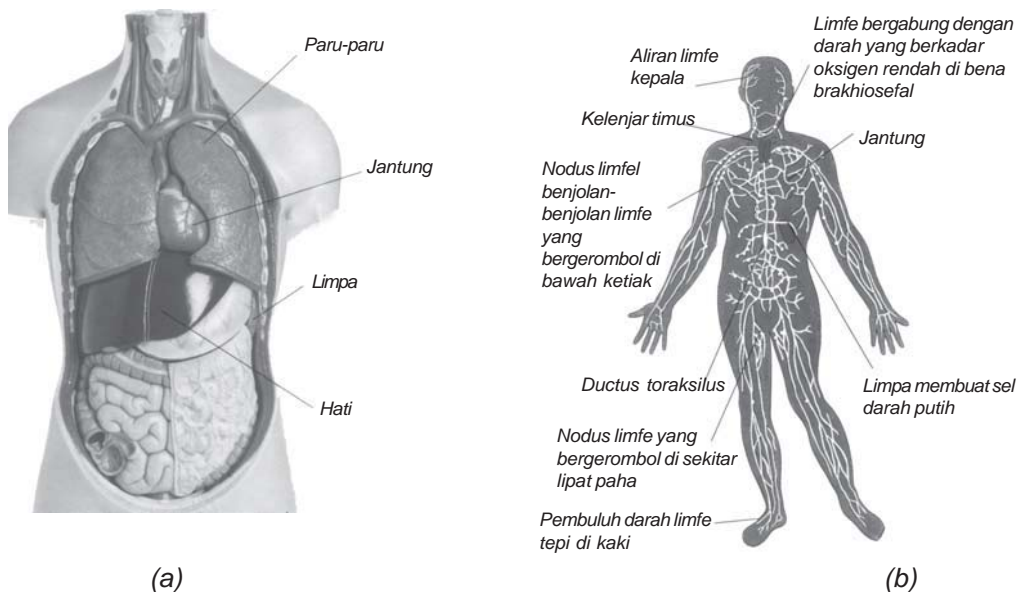 Paru-paru
Jantung
Limpa
Hati
(a)
Limfe bergabung dengan
darah yang berkadar
oksigen rendah di bena
brakhiosefal
Aliran limfe
kepala
Kelenjar timus
Jantung
Nodus limfel
benjolan-
benjolan limfe
yang
bergerombol di
bawah ketiak
Ductus toraksilus
Limpa membuat sel
darah putih
Nodus limfe yang
bergerombol di sekitar
lipat paha
Pembuluh darah limfe
tepi di kaki
(b)